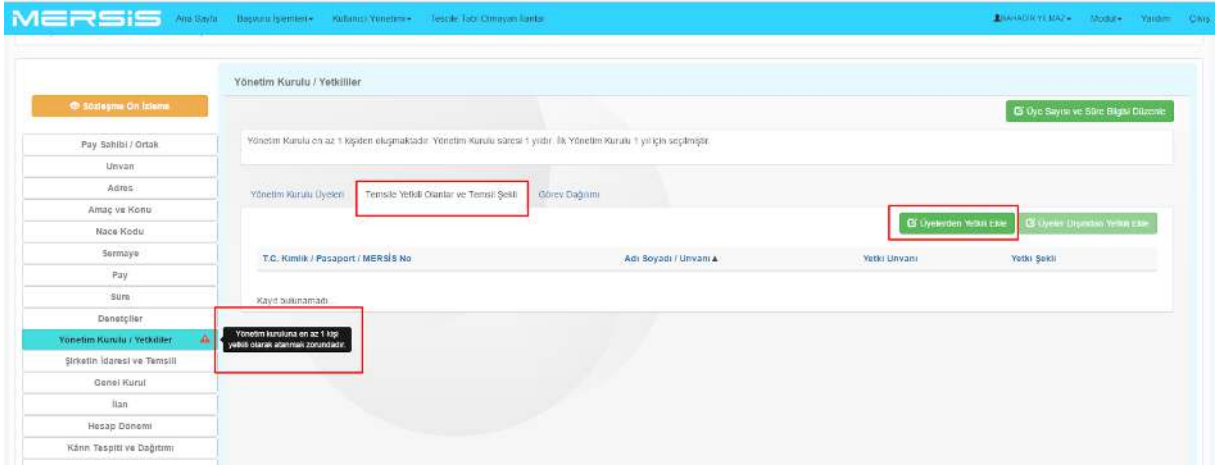 MERSİS Ana Sayfa Başvuru İşlemleri Kullanıcı Yönetimi Tescile Tabi Olmayan İlanlar BAHADIR YILMAZ Modül Yardım Çıkış
Yönetim Kurulu / Yetkililer
Sözleşme Ön İzleme
Üye Sayısı ve Süre Bilgisi Düzenle
Pay Sahibi / Ortak
Yönetim Kurulu en az 1 kişiden oluşmaktadır. Yönetim Kurulu süresi 1 yıldır. İlk Yönetim Kurulu 1 yıl için seçilmiştir.
Unvan
Adres
Yönetim Kurulu Üyeleri Temsile Yetkili Olanlar ve Temsil Şekli Görev Dağılımı
Amaç ve Konu
Nace Kodu
Üyelerden Yetkili Ekle Üyeler Dışından Yetkili Ekle
Sermaye
T.C. Kimlik / Pasaport / MERSİS No Adı Soyadı / Unvanı Yetki Unvanı Yetki Şekli
Pay
Süre
Kayıt bulunamadı.
Denetçiler
Yönetim Kurulu / Yetkililer
Yönetim kuruluna en az 1 kişi
yetkili olarak atanmak zorundadır.
Şirketin İdaresi ve Temsili
Genel Kurul
İlan
Hesap Dönemi
Kârın Tespiti ve Dağıtımı